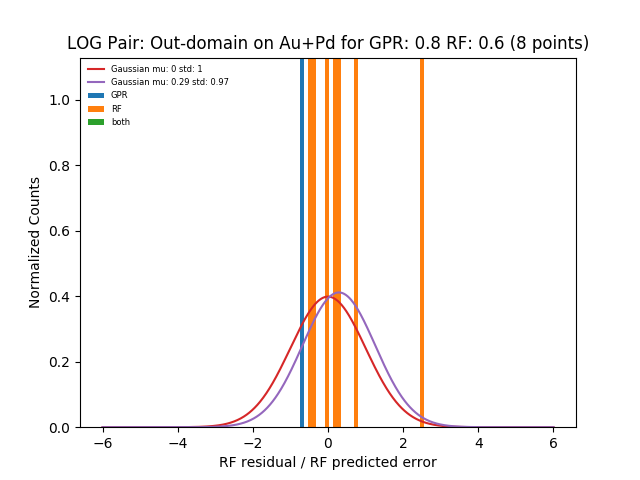 LOG Pair: Out-domain on Au+Pd for GPR: 0.8 RF: 0.6 (8 points)
Gaussian mu: 0 std: 1
Gaussian mu: 0.29 std: 0.97
GPR
RF
both
1.0
0.8
0.6
0.4
0.2
0.0
Normalized Counts
−6 −4 −2 0 2 4 6
RF residual / RF predicted error